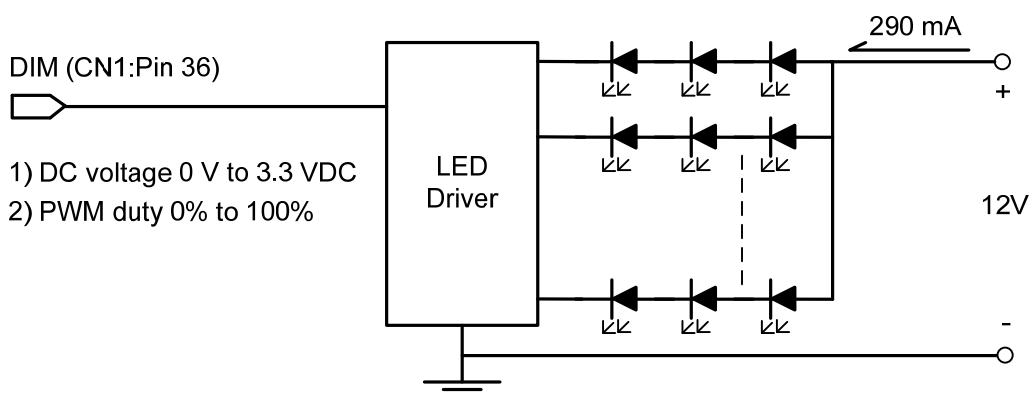 290 mA
DIM (CN1:Pin 36)
+
1) DC voltage 0 V to 3.3 VDC
2) PWM duty 0% to 100%
LED
Driver
12V
-